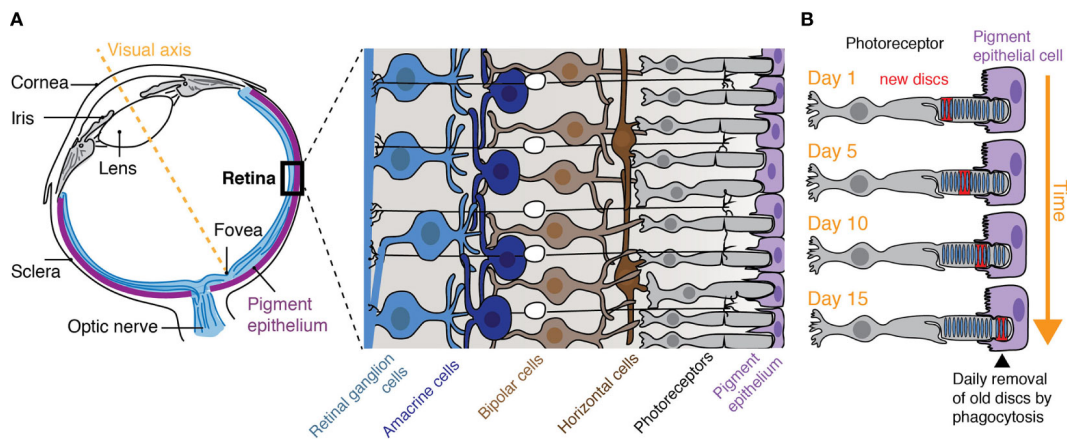 A
Visual axis
Cornea
Iris
Lens
Retina
Fovea
Sclera
Pigment
epithelium
Optic nerve
Retinal ganglion
cells
Amacrine cells
Bipolar cells
Horizontal cells
Photoreceptors
Pigment
epithelium
B
Photoreceptor
Pigment
epithelial cell
Day 1
new discs
Day 5
Day 10
Day 15
Time
Daily removal
of old discs by
phagocytosis